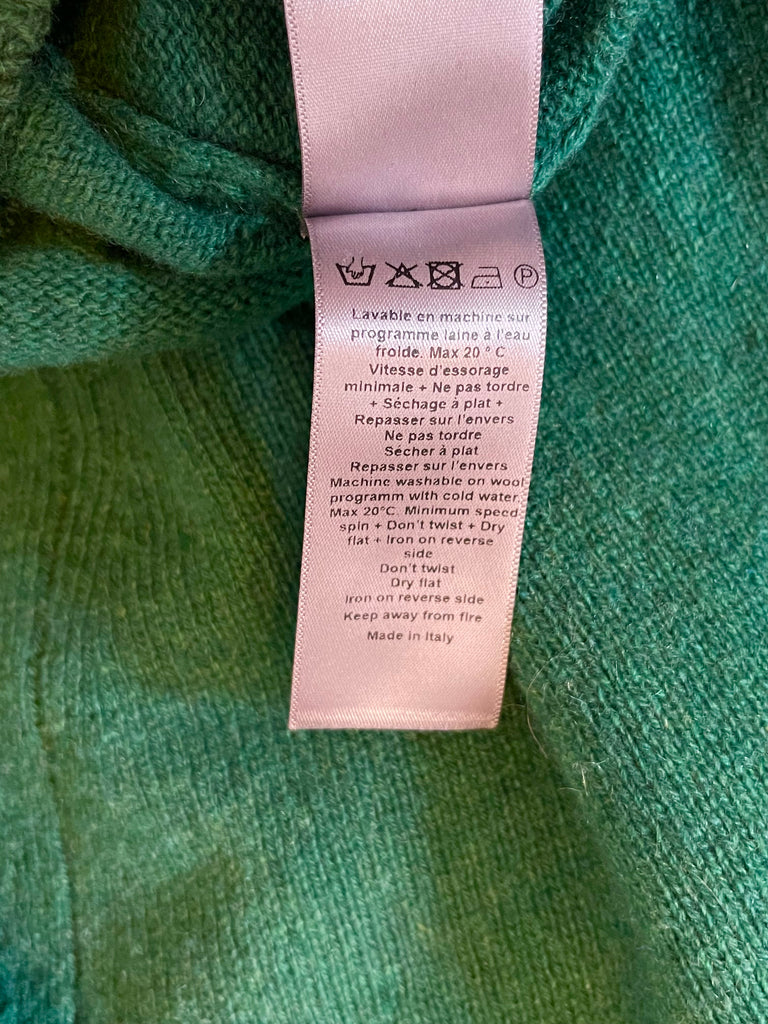 P
Lavable en machine sur
programme laine à l'eau
froide. Max 20 ° C
Vitesse d'essorage
minimale + Ne pas tordre
+ Séchage à plat +
Repasser sur l'envers
Ne pas tordre
Sécher à plat
Repasser sur l'envers
Machine washable on wool
programm with cold water.
Max 20°C. Minimum speed
spin + Don't twist + Dry
flat + Iron on reverse
side
Don't twist
Dry flat
Iron on reverse side
Keep away from fire
Made in Italy